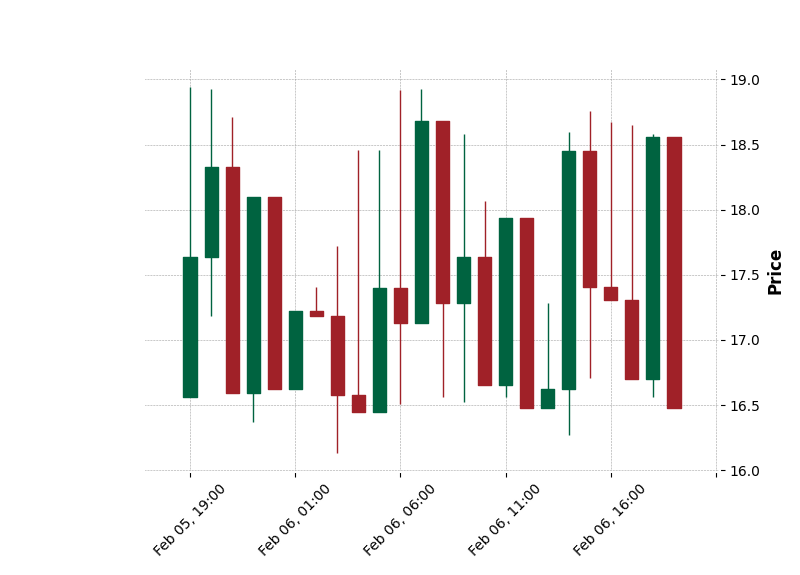 19.0
18.5
18.0
17.5
17.0
16.5
16.0
Price
Feb 05, 19:00
Feb 06, 01:00
Feb 06, 06:00
Feb 06, 11:00
Feb 06, 16:00